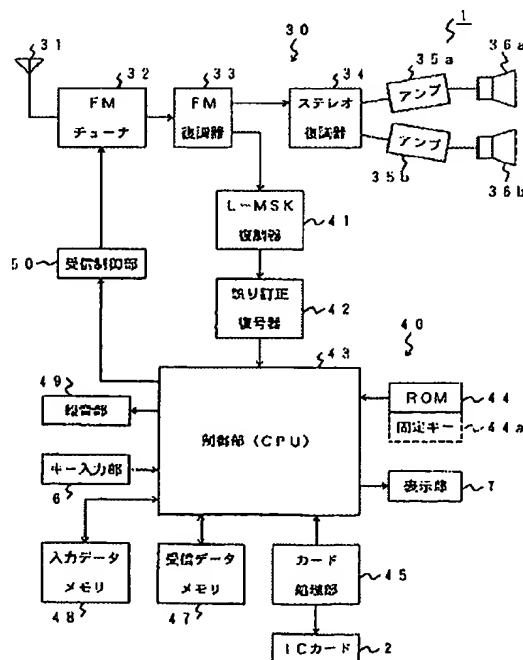 1
30
31
32
33
34
35a
36a
FM
チューナ
FM
復調器
ステレオ
復調器
アンプ
アンプ
35b
36b
L-MSK
復調器
41
50
受信制御部
誤り訂正
復号器
42
40
43
49
報音部
制御部(CPU)
ROM
44
固定キー
44a
キー入力部
6
表示部
7
入力データ
メモリ
48
受信データ
メモリ
47
カード
処理部
45
ICカード
2